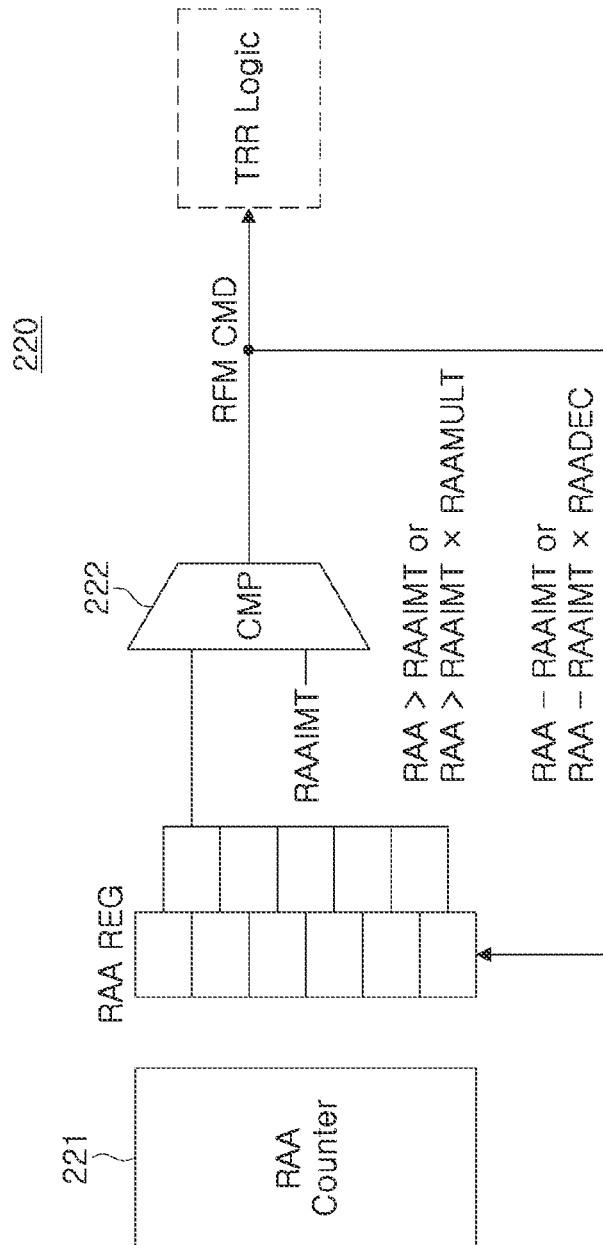 220
221
RAA
Counter
RAA REG
222
CMP
RAAIMT
RFM CMD
TRR Logic
RAA > RAAIMT or
RAA > RAAIMT × RAAMULT
RAA − RAAIMT or
RAA − RAAIMT × RAADEC